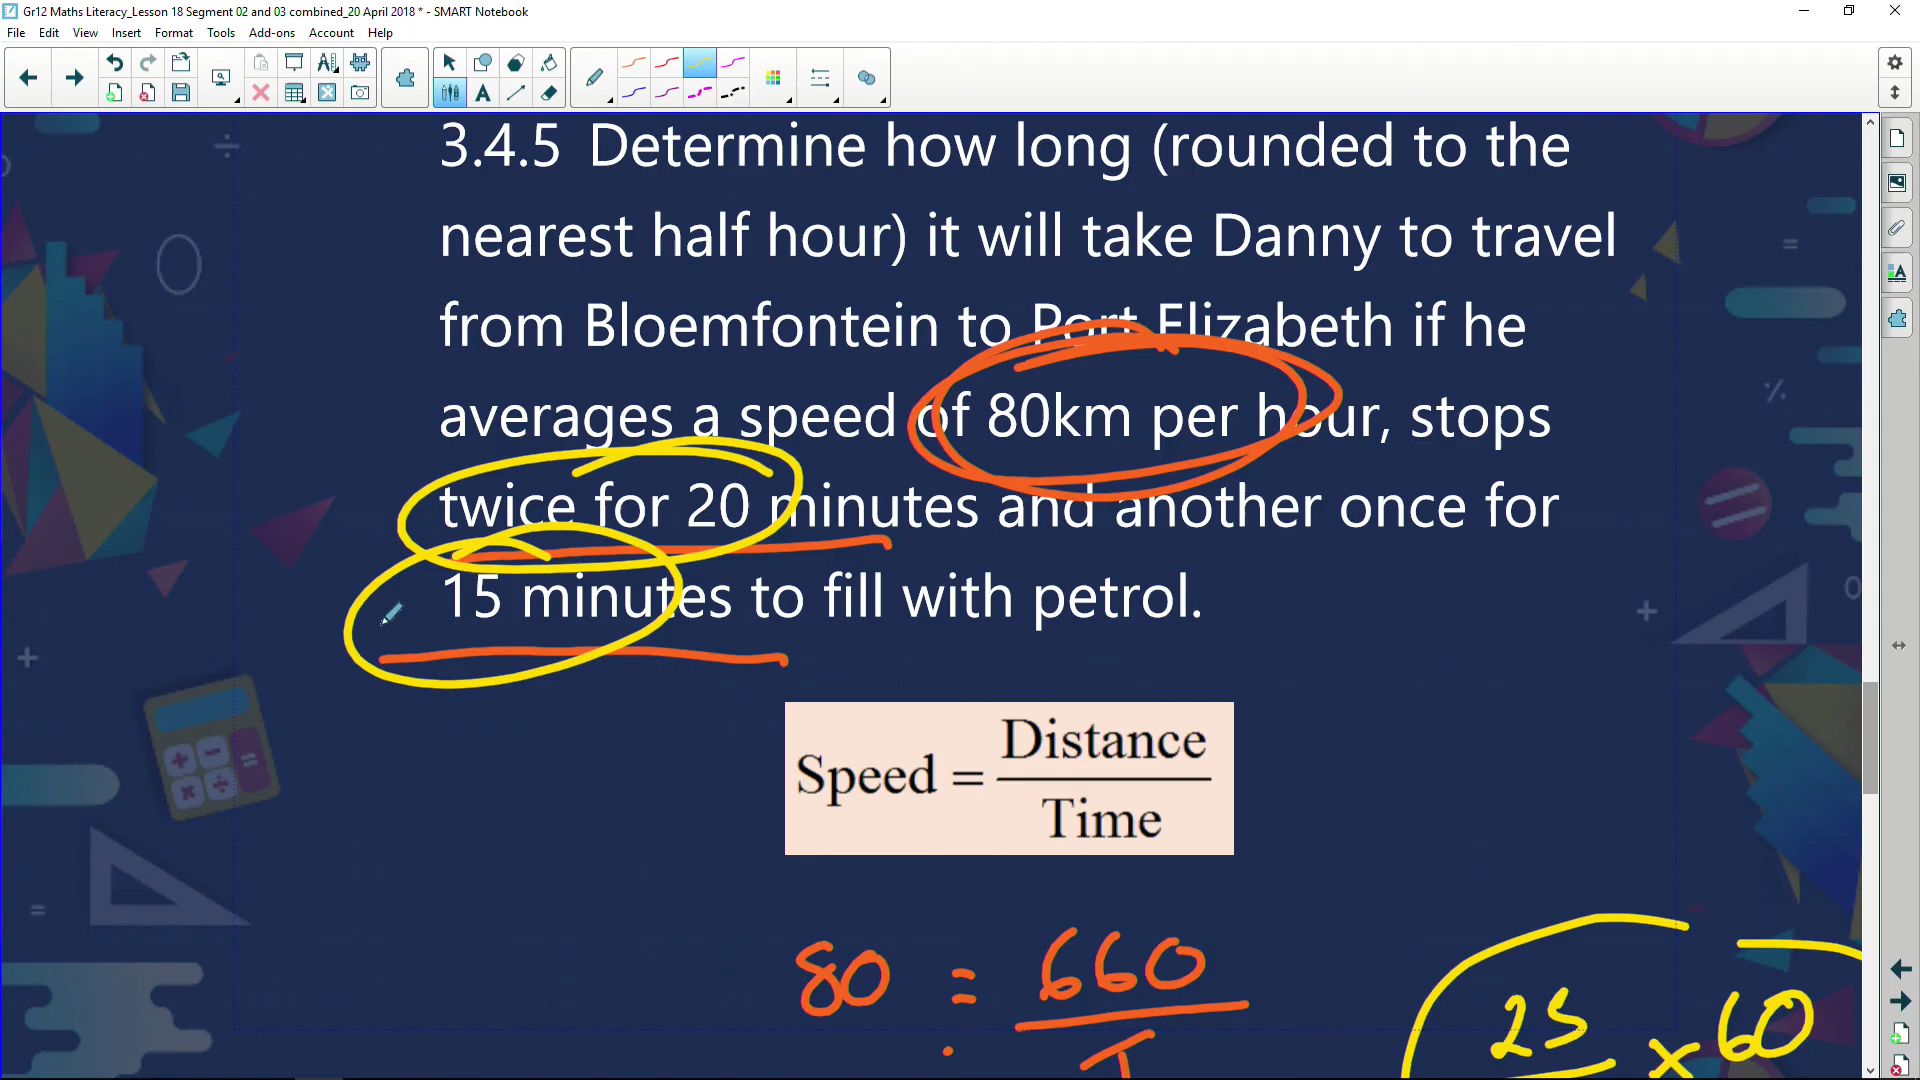 Gr12 Maths Literacy_Lesson 18 Segment 02 and 03 combined_20 April 2018 * - SMART Notebook
File Edit View Insert Format Tools Add-ons Account Help
3.4.5 Determine how long (rounded to the
nearest half hour) it will take Danny to travel
from Bloemfontein to Port Elizabeth if he
averages a speed of 80km per hour, stops
twice for 20 minutes and another once for
15 minutes to fill with petrol.
Speed = Distance
Time
80 = 660
T
25 × 60